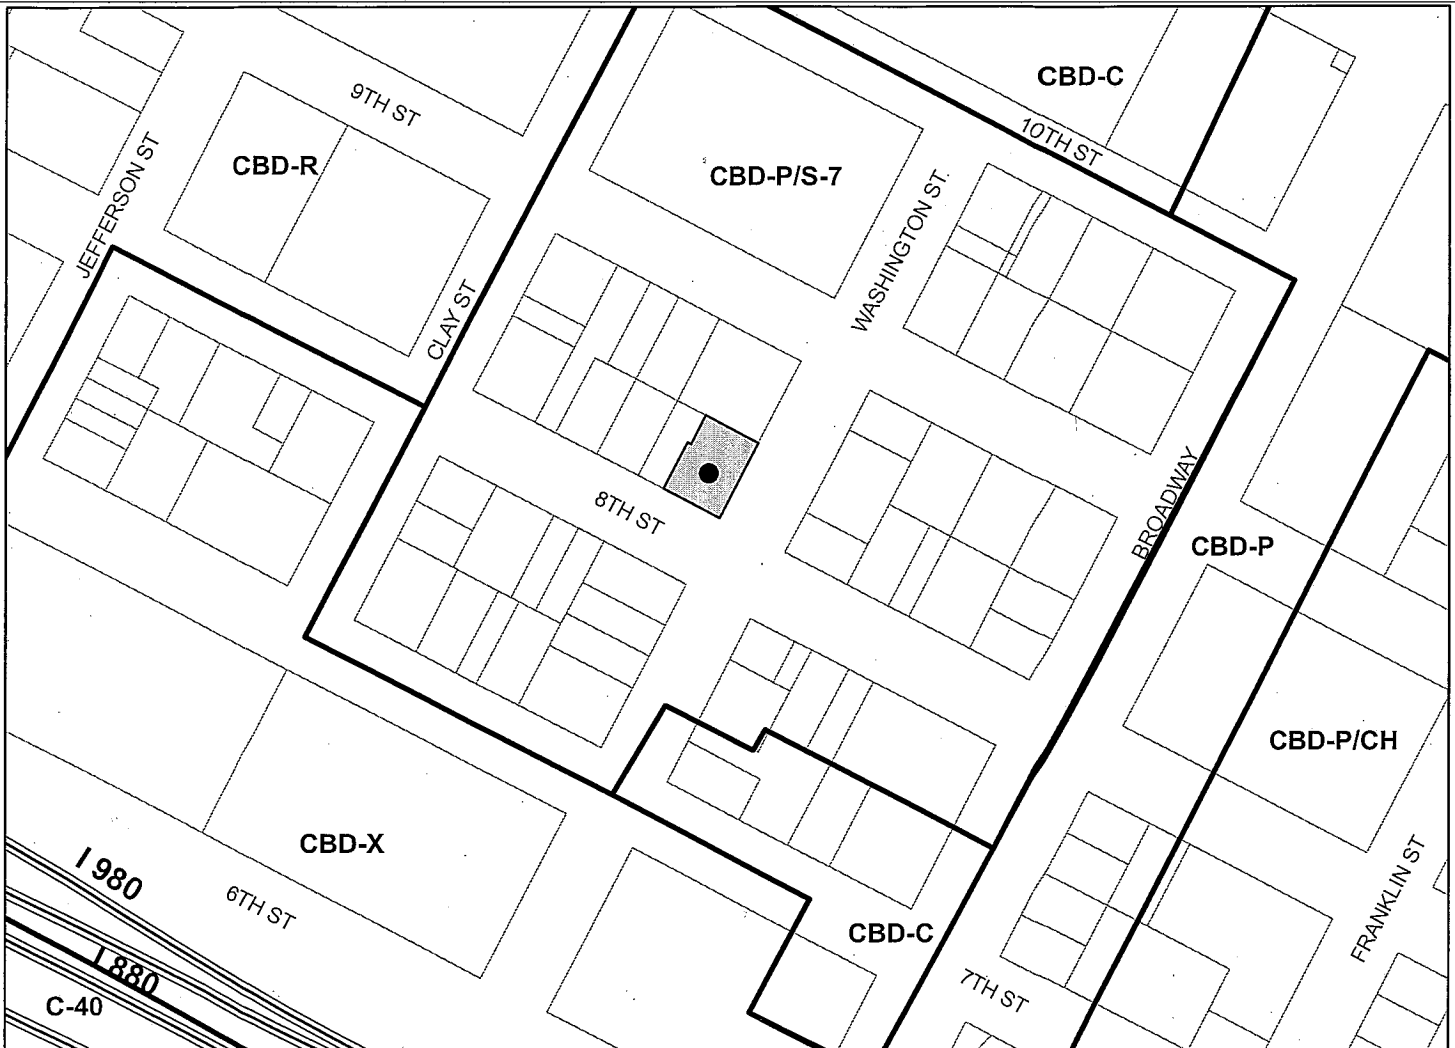 CBD-C
9TH ST
10TH ST
CBD-R
CBD-P/S-7
JEFFERSON ST
WASHINGTON ST.
CLAY ST
8TH ST
BROADWAY
CBD-P
CBD-P/CH
CBD-X
I 980
6TH ST
FRANKLIN ST
CBD-C
I 880
7TH ST
C-40